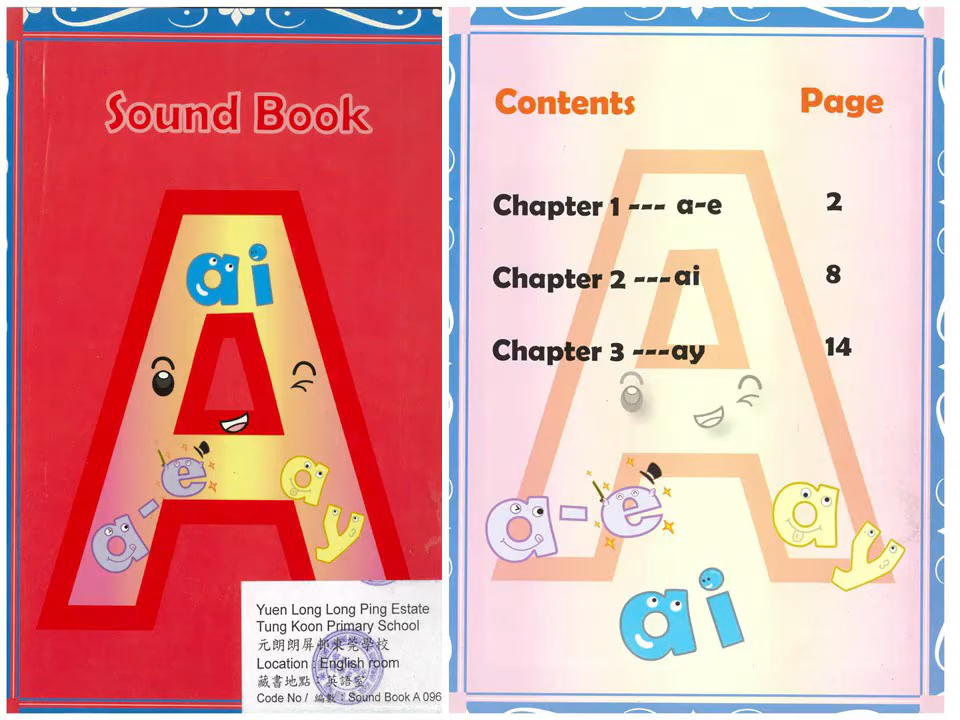 Sound Book
ai
a-e
ay
Yuen Long Long Ping Estate
Tung Koon Primary School
元朗朗屏邨東莞學校
Location : English room
藏書地點：英語室
Code No / 編數：Sound Book A 096
Contents Page
Chapter 1 --- a-e 2
Chapter 2 ---ai 8
Chapter 3 ---ay 14
a-e
ay
ai